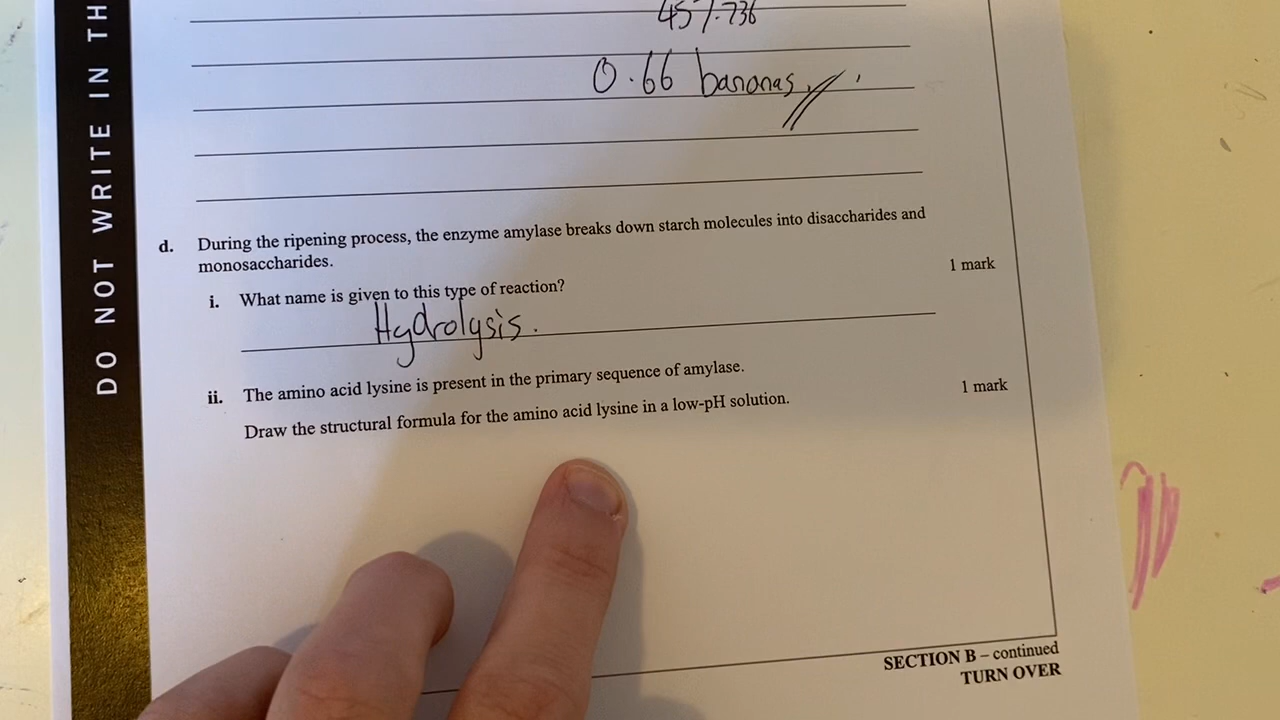 DO NOT WRITE IN TH
45%.736
0.66 bananas
d. During the ripening process, the enzyme amylase breaks down starch molecules into disaccharides and
monosaccharides.
i. What name is given to this type of reaction? 1 mark
Hydrolysis.
ii. The amino acid lysine is present in the primary sequence of amylase.
Draw the structural formula for the amino acid lysine in a low-pH solution. 1 mark
SECTION B – continued
TURN OVER